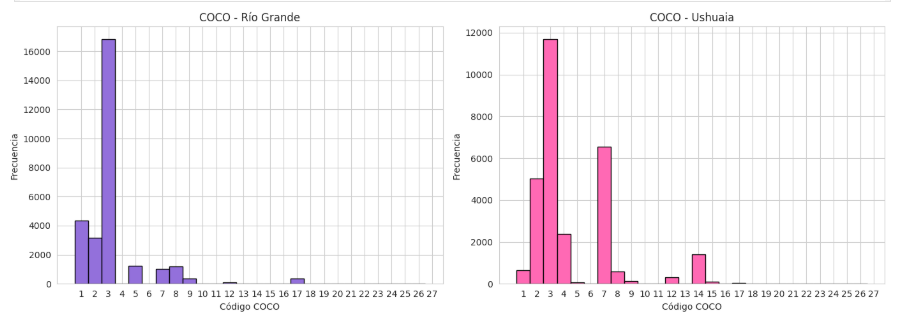 COCO - Río Grande
16000
14000
12000
10000
8000
6000
4000
2000
0
Frecuencia
1 2 3 4 5 6 7 8 9 10 11 12 13 14 15 16 17 18 19 20 21 22 23 24 25 26 27
Código COCO
COCO - Ushuaia
12000
10000
8000
6000
4000
2000
0
Frecuencia
1 2 3 4 5 6 7 8 9 10 11 12 13 14 15 16 17 18 19 20 21 22 23 24 25 26 27
Código COCO